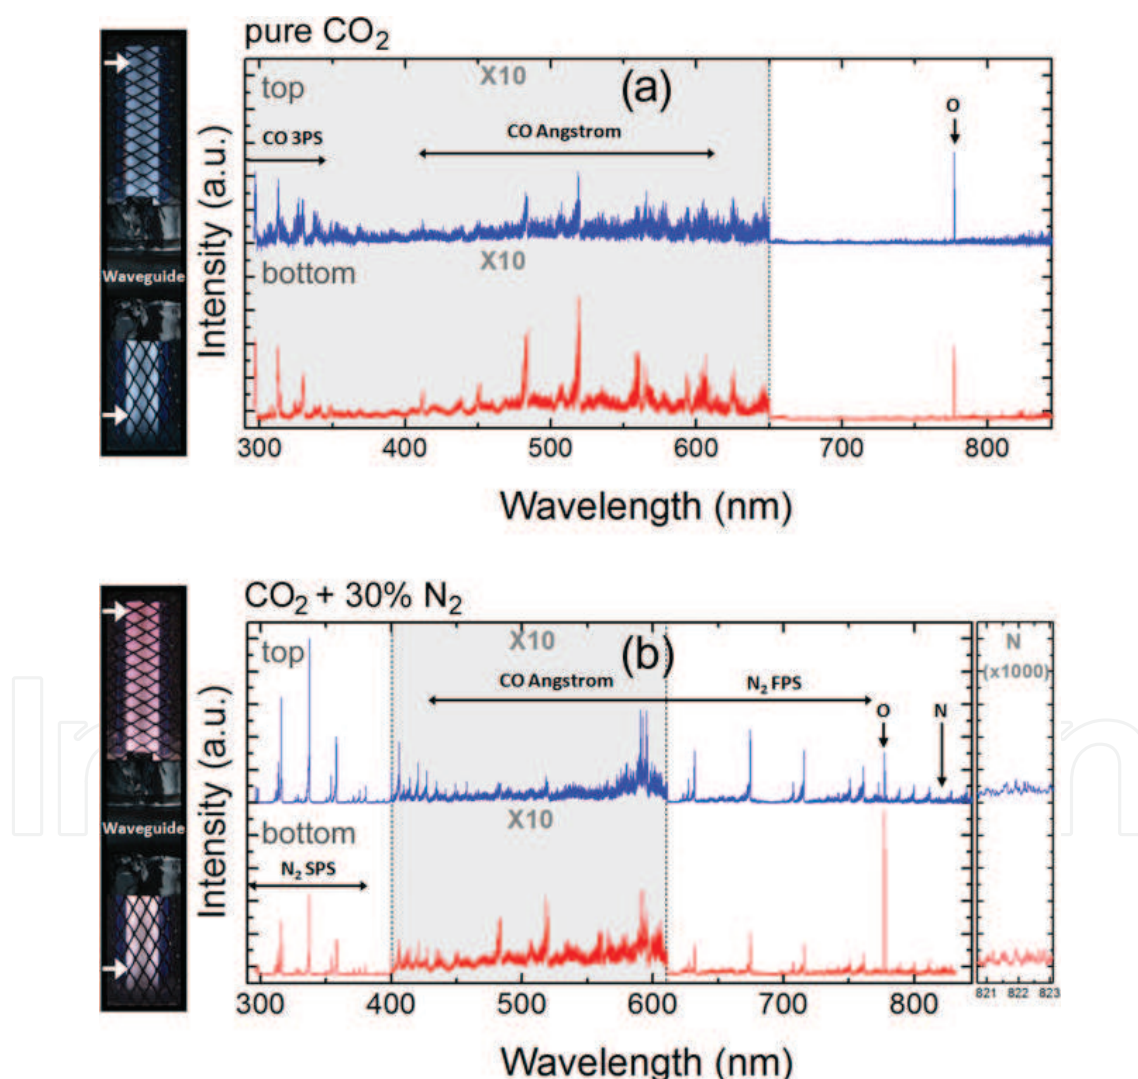 pure CO₂
(a)
top
X10
CO 3PS
CO Angstrom
O
Intensity (a.u.)
Waveguide
bottom
X10
300
400
500
600
700
800
Wavelength (nm)
CO₂ + 30% N₂
(b)
top
X10
N
(x1000)
CO Angstrom
N₂ FPS
O
N
Intensity (a.u.)
Waveguide
bottom
X10
N₂ SPS
821 822 823
300
400
500
600
700
800
Wavelength (nm)